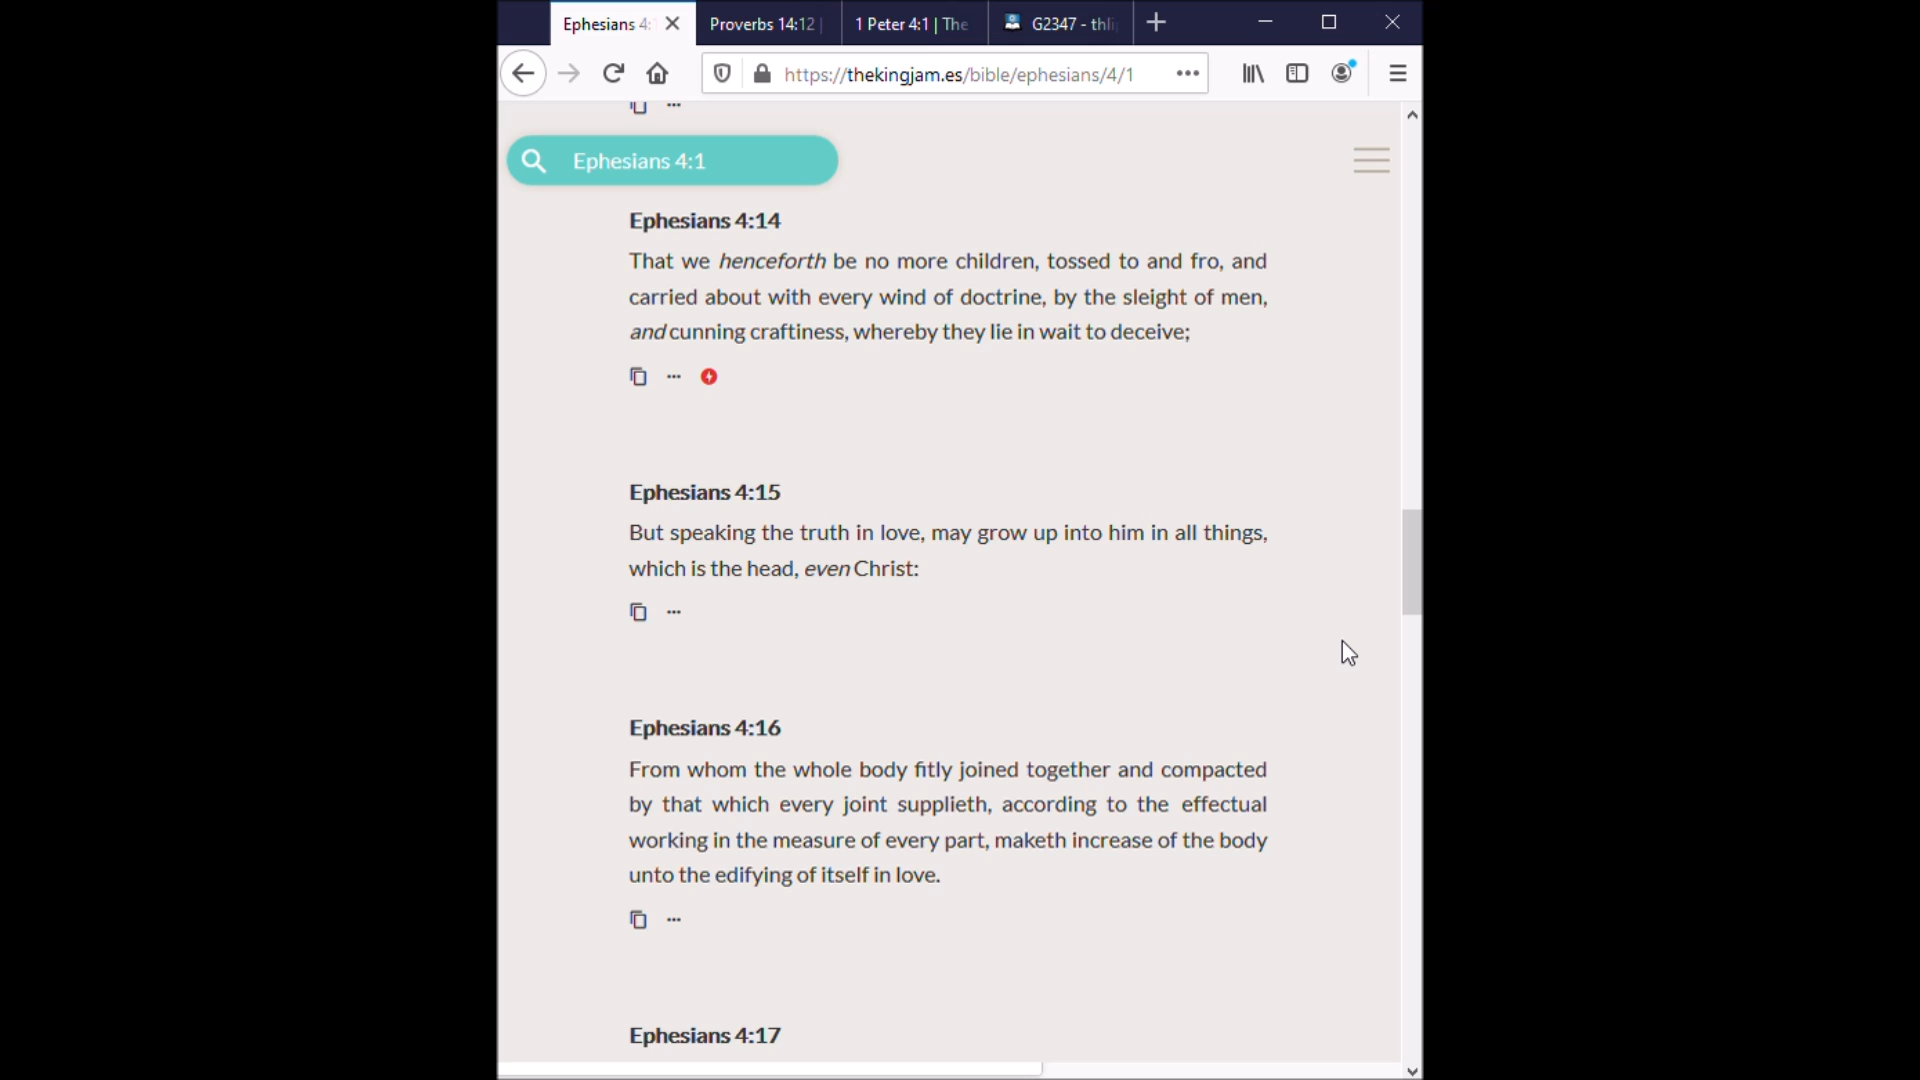 Ephesians 4:
Proverbs 14:12
1 Peter 4:1 | The
G2347 - thli
https://thekingjam.es/bible/ephesians/4/1
Ephesians 4:1
Ephesians 4:14
That we henceforth be no more children, tossed to and fro, and
carried about with every wind of doctrine, by the sleight of men,
and cunning craftiness, whereby they lie in wait to deceive;
Ephesians 4:15
But speaking the truth in love, may grow up into him in all things,
which is the head, even Christ:
Ephesians 4:16
From whom the whole body fitly joined together and compacted
by that which every joint supplieth, according to the effectual
working in the measure of every part, maketh increase of the body
unto the edifying of itself in love.
Ephesians 4:17